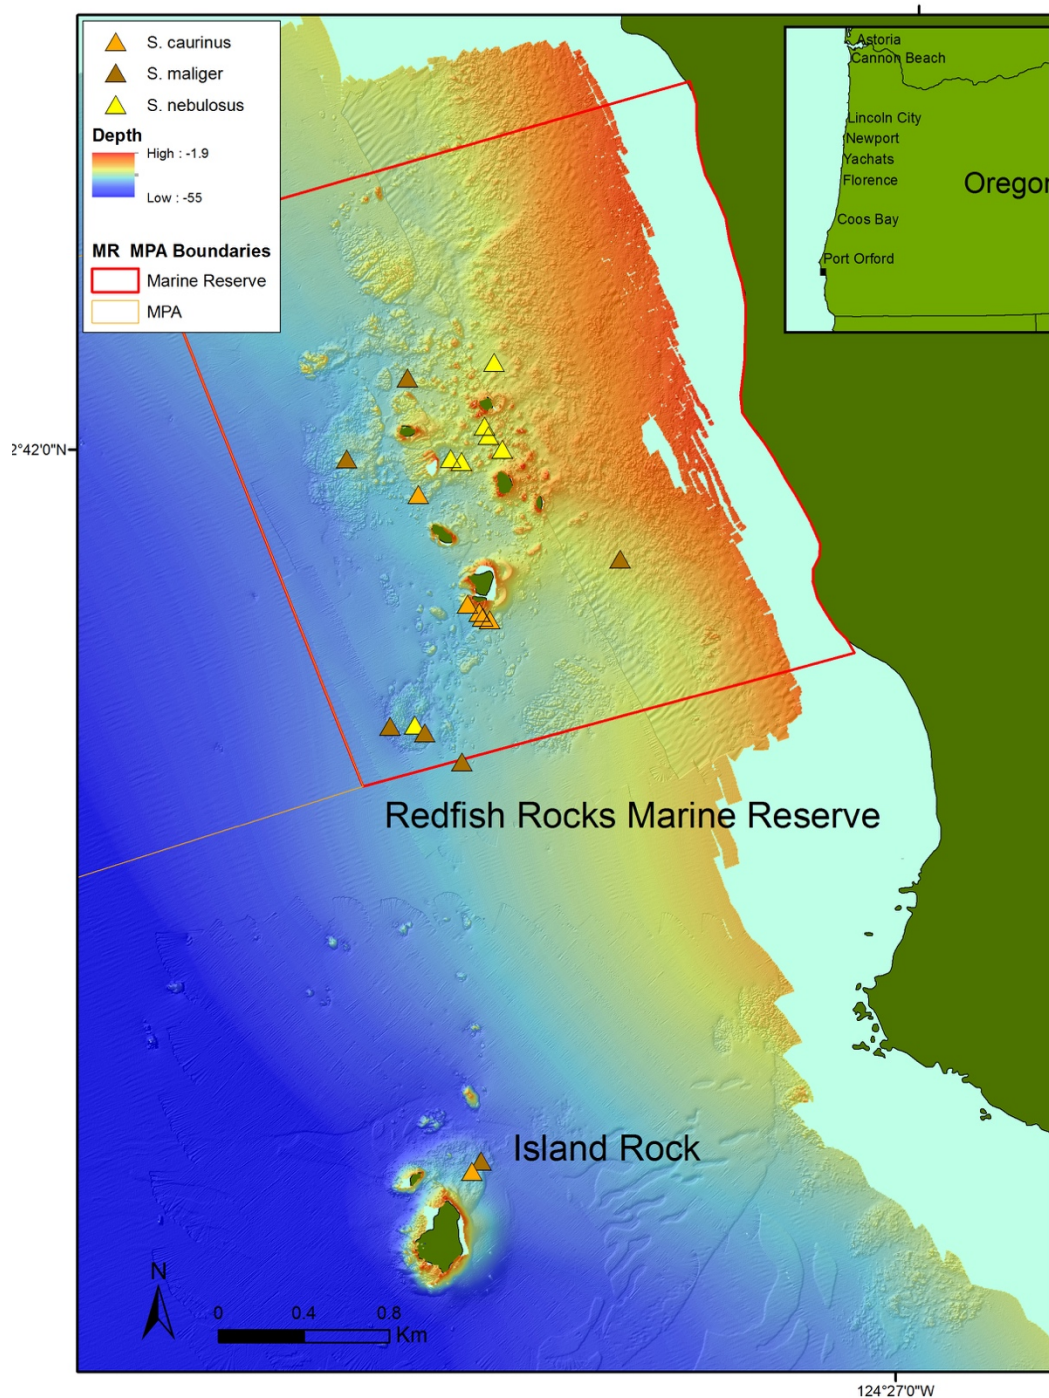 S. caurinus
S. maliger
S. nebulosus
Depth
High : -1.9
Low : -55
MR MPA Boundaries
Marine Reserve
MPA
Astoria
Cannon Beach
Lincoln City
Newport
Yachats
Florence
Oregon
Coos Bay
Port Orford
2°42'0"N
Redfish Rocks Marine Reserve
Island Rock
N
0 0.4 0.8
Km
124°27'0"W